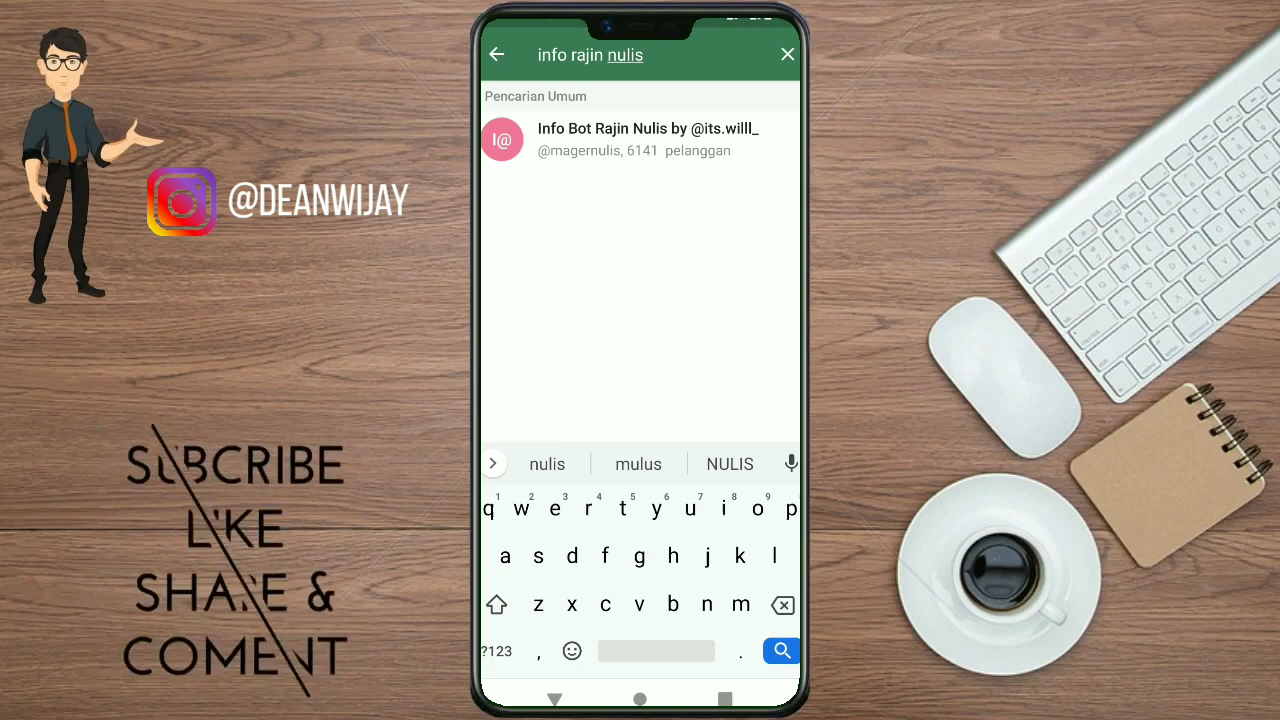 info rajin nulis
Pencarian Umum
I@
Info Bot Rajin Nulis by @its.willl_
@magernulis, 6141 pelanggan
@DEANWIJAY
SUBCRIBE
LIKE
SHARE &
COMENT
nulis mulus NULIS
1 2 3 4 5 6 7 8 9
q w e r t y u i o p
a s d f g h j k l
z x c v b n m
?123 , .